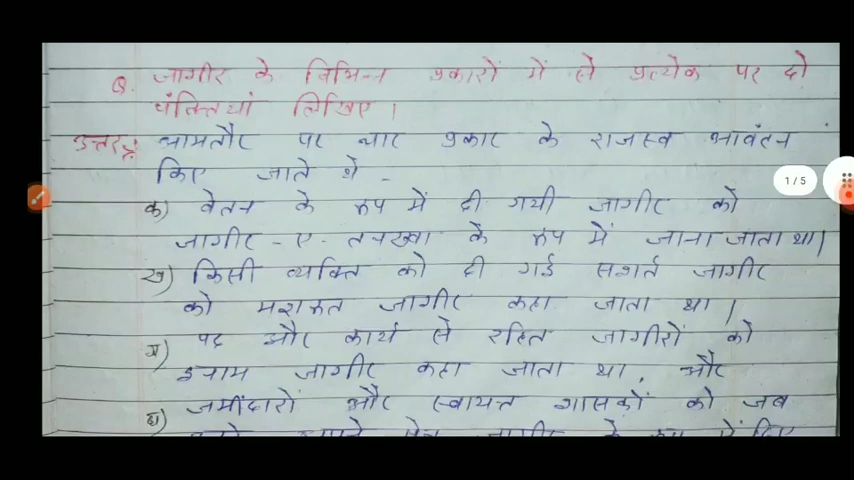 Q. जागीर के विभिन्न प्रकारों में से प्रत्येक पर दो
पंक्तियां लिखिए।
उत्तर: आमतौर पर चार प्रकार के राजस्व आवंटन
किए जाते थे -
1/5
क) वेतन के रूप में दी गयी जागीर को
जागीर-ए-तनख्वा के रूप में जाना जाता था।
ख) किसी व्यक्ति को दी गई सशर्त जागीर
को मशरूत जागीर कहा जाता था।
ग) पद और कार्य से रहित जागीरों को
इनाम जागीर कहा जाता था, और
घ) जमींदारों और स्वायत्त शासकों को जब
जागीर के रूप में दिए